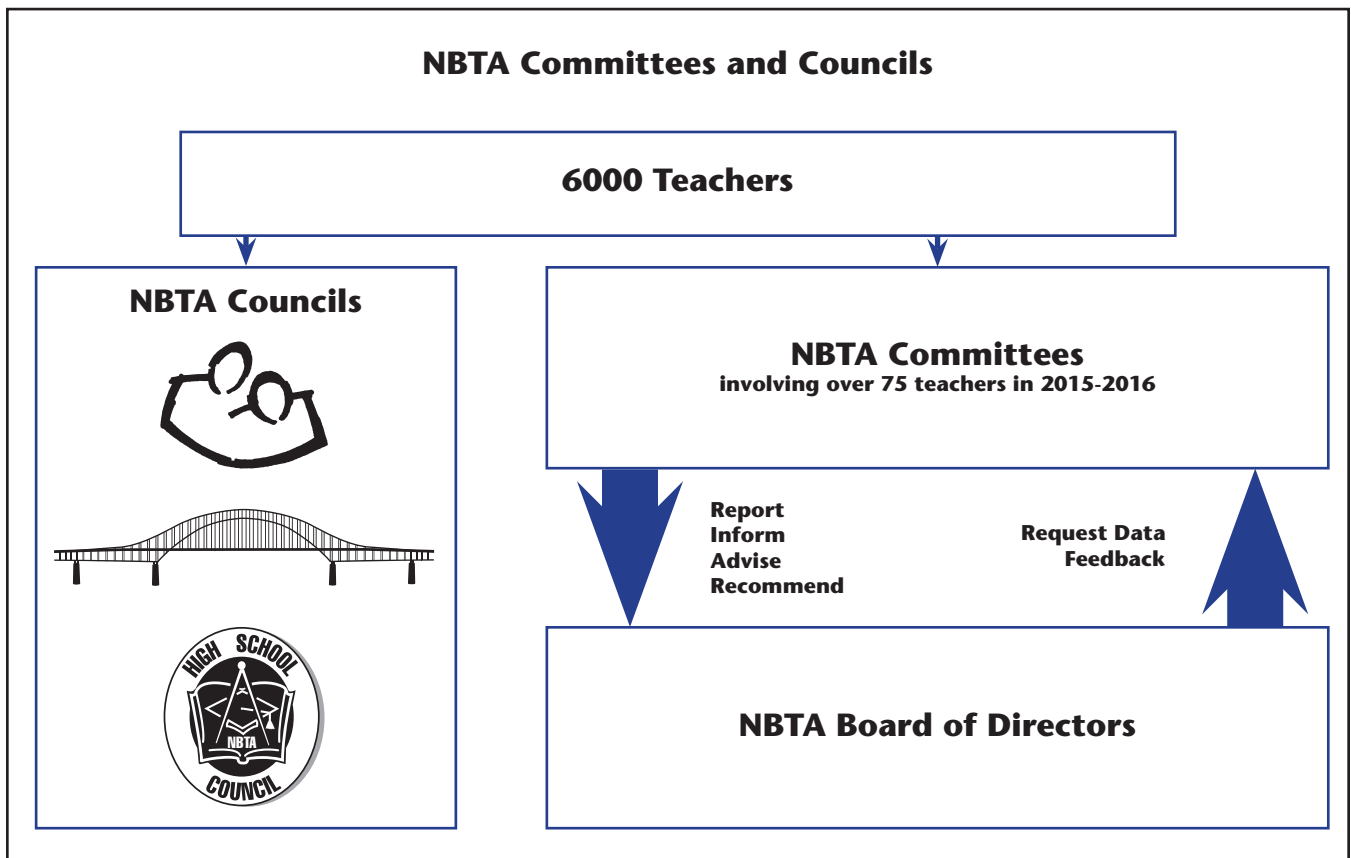 NBTA Committees and Councils
6000 Teachers
NBTA Councils
HIGH SCHOOL
NBTA
COUNCIL
NBTA Committees
involving over 75 teachers in 2015-2016
Report
Inform
Advise
Recommend
Request Data
Feedback
NBTA Board of Directors